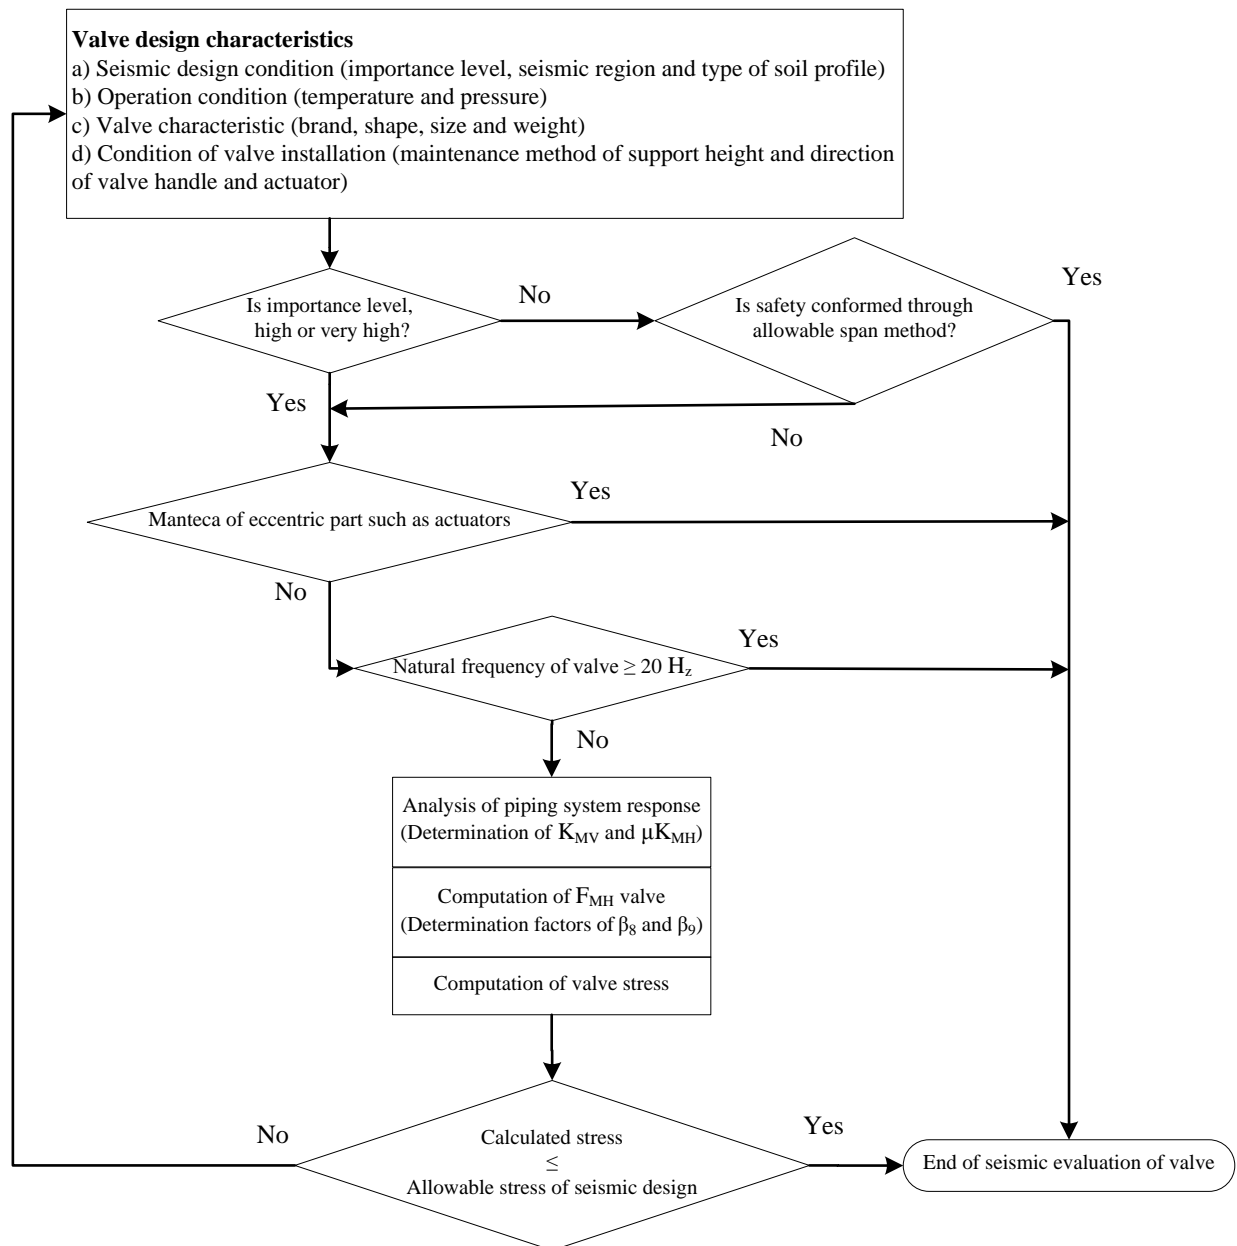 Valve design characteristics
a) Seismic design condition (importance level, seismic region and type of soil profile)
b) Operation condition (temperature and pressure)
c) Valve characteristic (brand, shape, size and weight)
d) Condition of valve installation (maintenance method of support height and direction
of valve handle and actuator)
Is importance level,
high or very high?
No
Is safety conformed through
allowable span method?
Yes
Yes
No
Manteca of eccentric part such as actuators
Yes
No
Natural frequency of valve ≥ 20 Hz
Yes
No
Analysis of piping system response
(Determination of KMV and μKMH)
Computation of FMH valve
(Determination factors of β8 and β9)
Computation of valve stress
No
Calculated stress
≤
Allowable stress of seismic design
Yes
End of seismic evaluation of valve